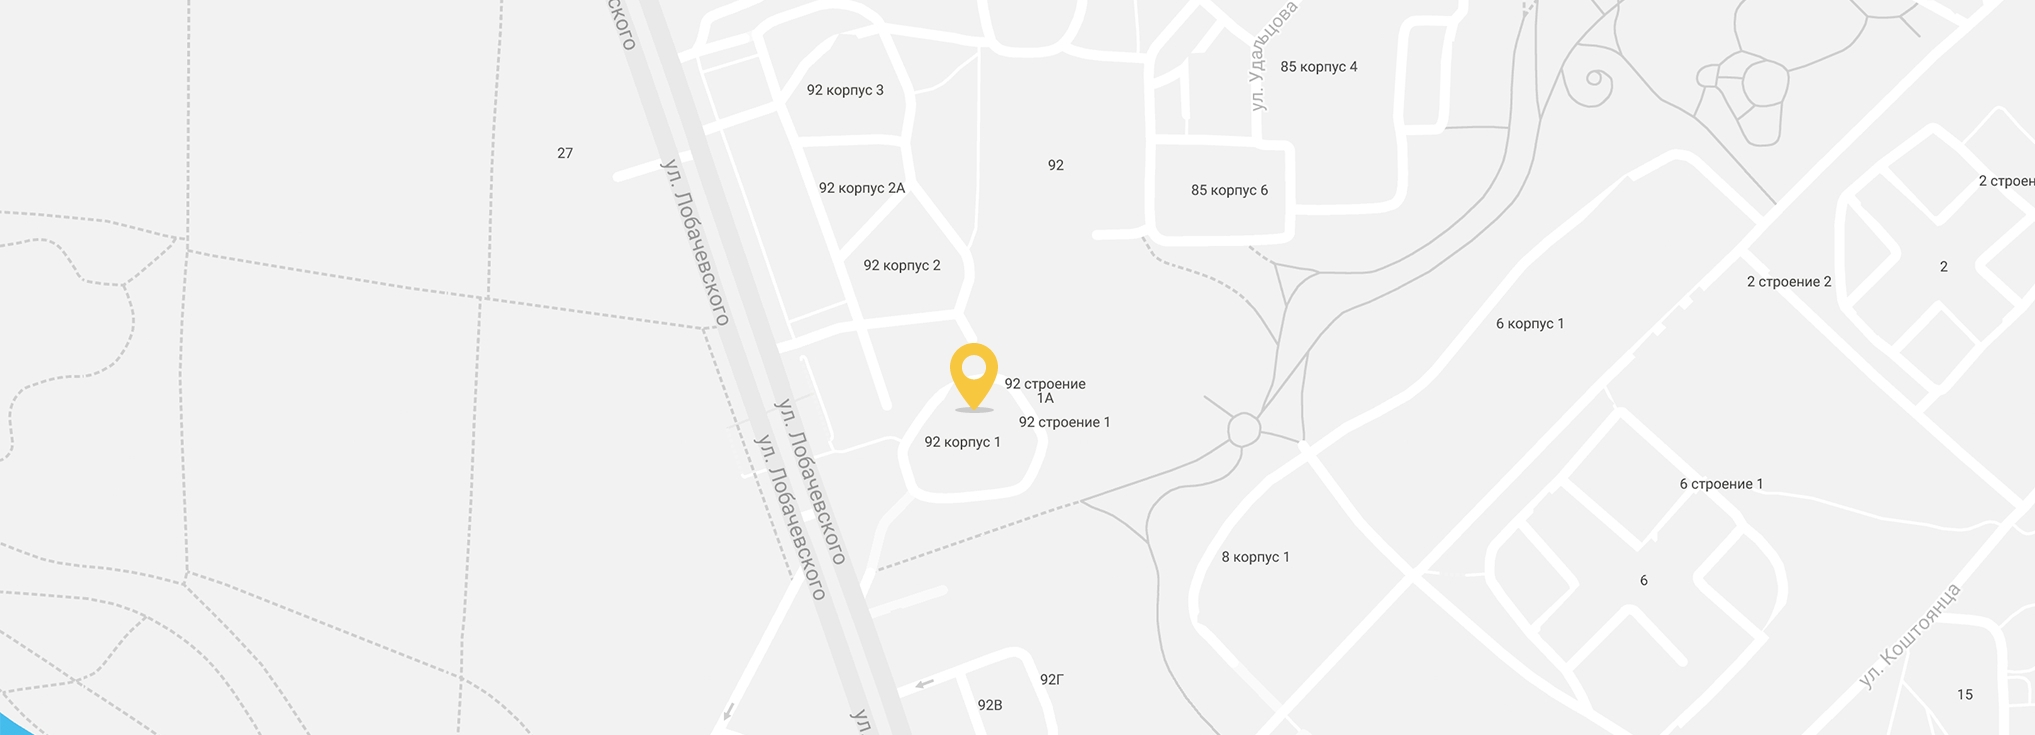 ского
ул. Удальцова
85 корпус 4
92 корпус 3
27
92
92 корпус 2А
85 корпус 6
2 строен
ул. Лобачевского
92 корпус 2
2
2 строение 2
6 корпус 1
92 строение
1А
92 строение 1
92 корпус 1
ул. Лобачевского
ул. Лобачевского
6 строение 1
8 корпус 1
6
ул. Коштоянца
92Г
15
92В
ул